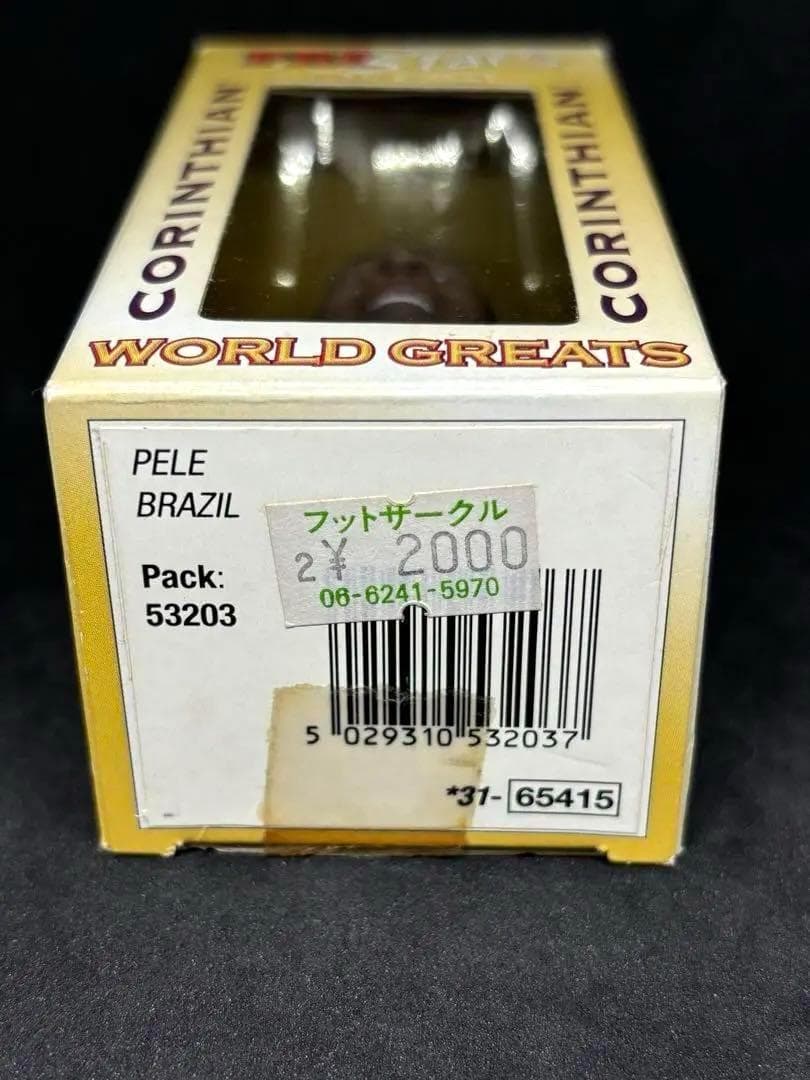 CORINTHIAN
CORINTHIAN
WORLD GREATS
PELE
BRAZIL
Pack:
53203
フットサークル
2¥ 2000
06-6241-5970
5 029310 532037
*31- 65415